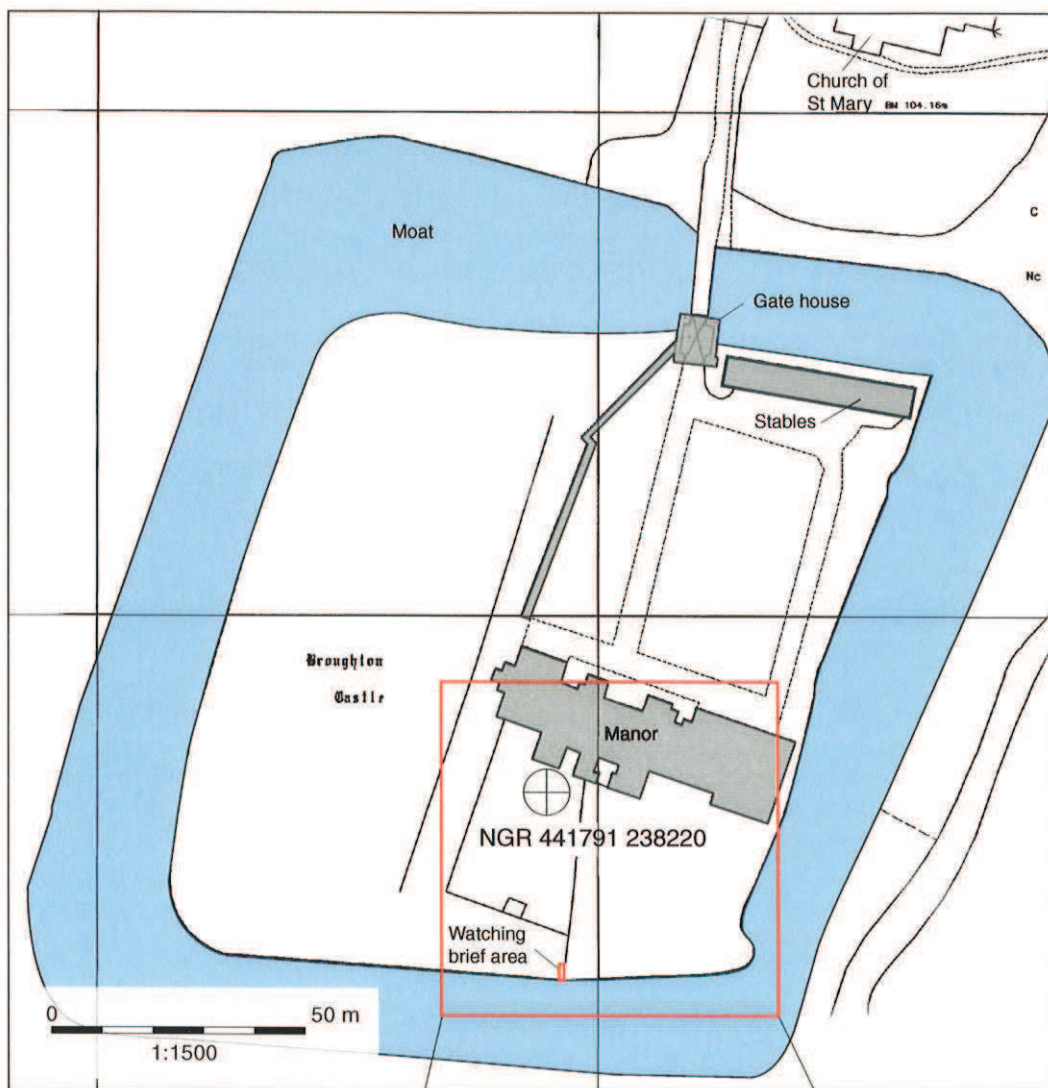 Church of
St Mary BM 104.16m
Moat
C
Nc
Gate house
Stables
Broughton
Castle
Manor
NGR 441791 238220
Watching
brief area
0 50 m
1:1500